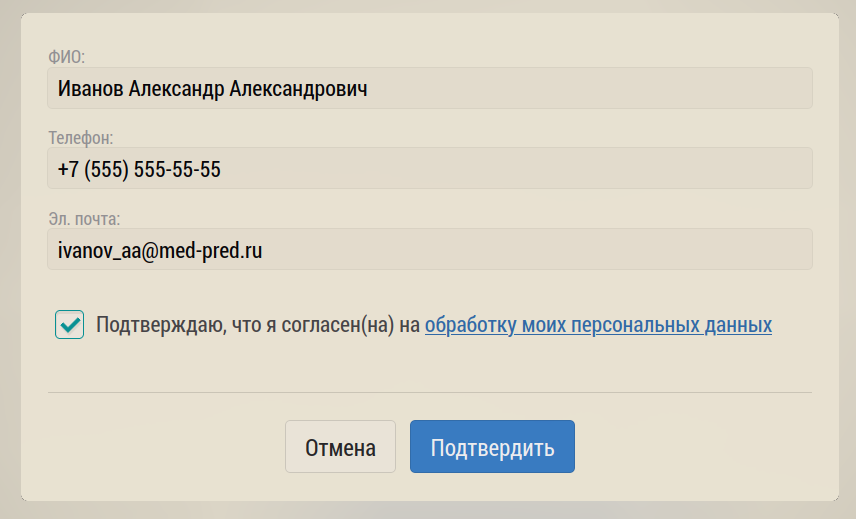 ФИО:
Иванов Александр Александрович
Телефон:
+7 (555) 555-55-55
Эл. почта:
ivanov_aa@med-pred.ru
Подтверждаю, что я согласен(на) на обработку моих персональных данных
Отмена Подтвердить